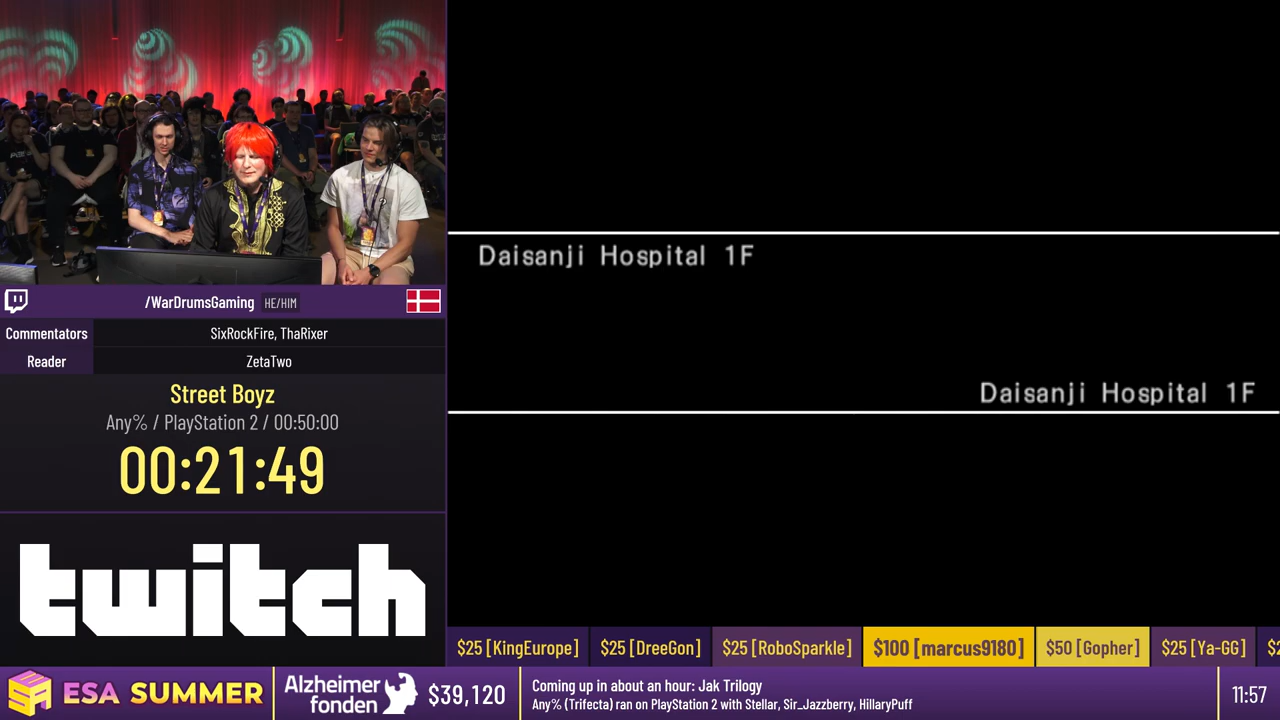 Daisanji Hospital 1F
Daisanji Hospital 1F
/WarDrumsGaming HE/HIM
Commentators SixRockFire, ThaRixer
Reader ZetaTwo
Street Boyz
Any% / PlayStation 2 / 00:50:00
00:21:49
twitch
$25 [KingEurope] $25 [DreeGon] $25 [RoboSparkle] $100 [marcus9180] $50 [Gopher] $25 [Ya-GG]
ESA SUMMER
Alzheimer
fonden
$39,120
Coming up in about an hour: Jak Trilogy
Any% (Trifecta) ran on PlayStation 2 with Stellar, Sir_Jazzberry, HillaryPuff
11:57